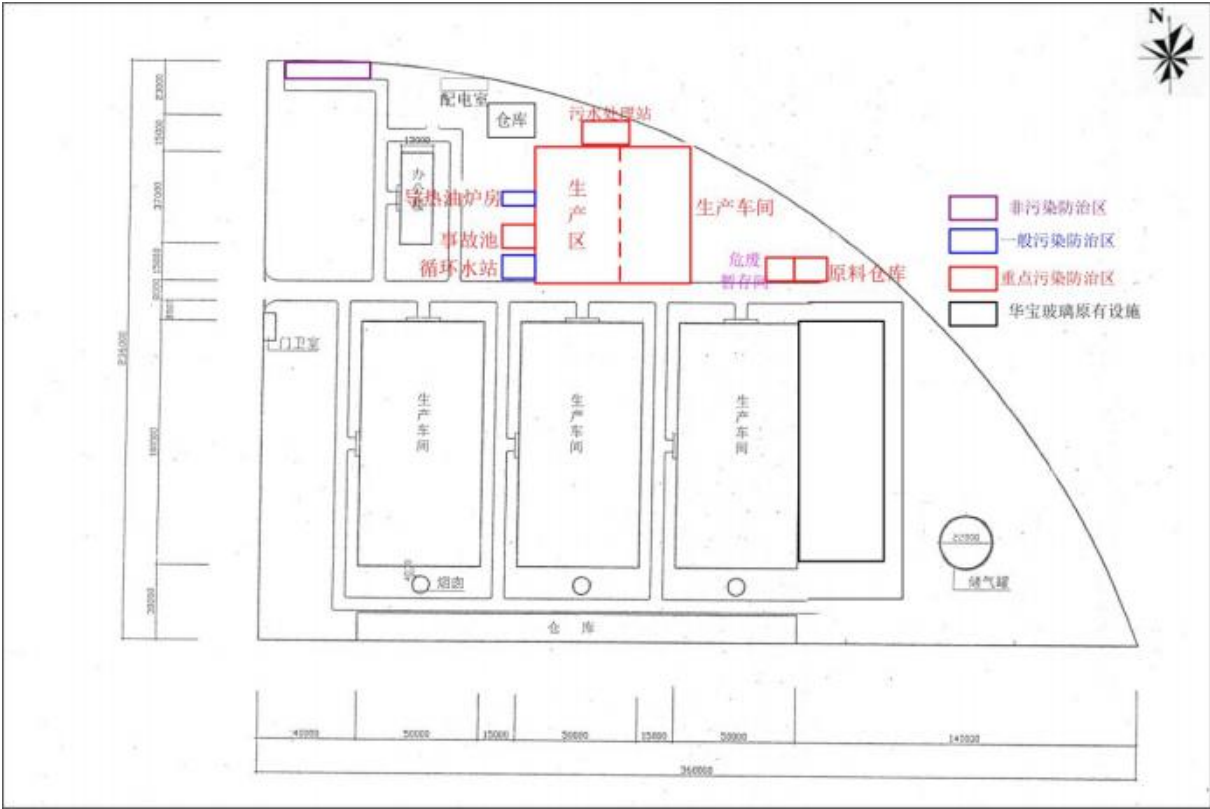 N
配电室
仓库
污水处理站
23000
15000
13000
办公楼
37000
导热油炉房
生产区
生产车间
事故池
15000
循环水站
危废
暂存间
原料仓库
非污染防治区
一般污染防治区
重点污染防治区
华宝玻璃原有设施
门卫室
生产车间
生产车间
生产车间
22000
储气罐
烟囱
仓 库
40000
50000
15000
50000
15000
50000
140000
360000